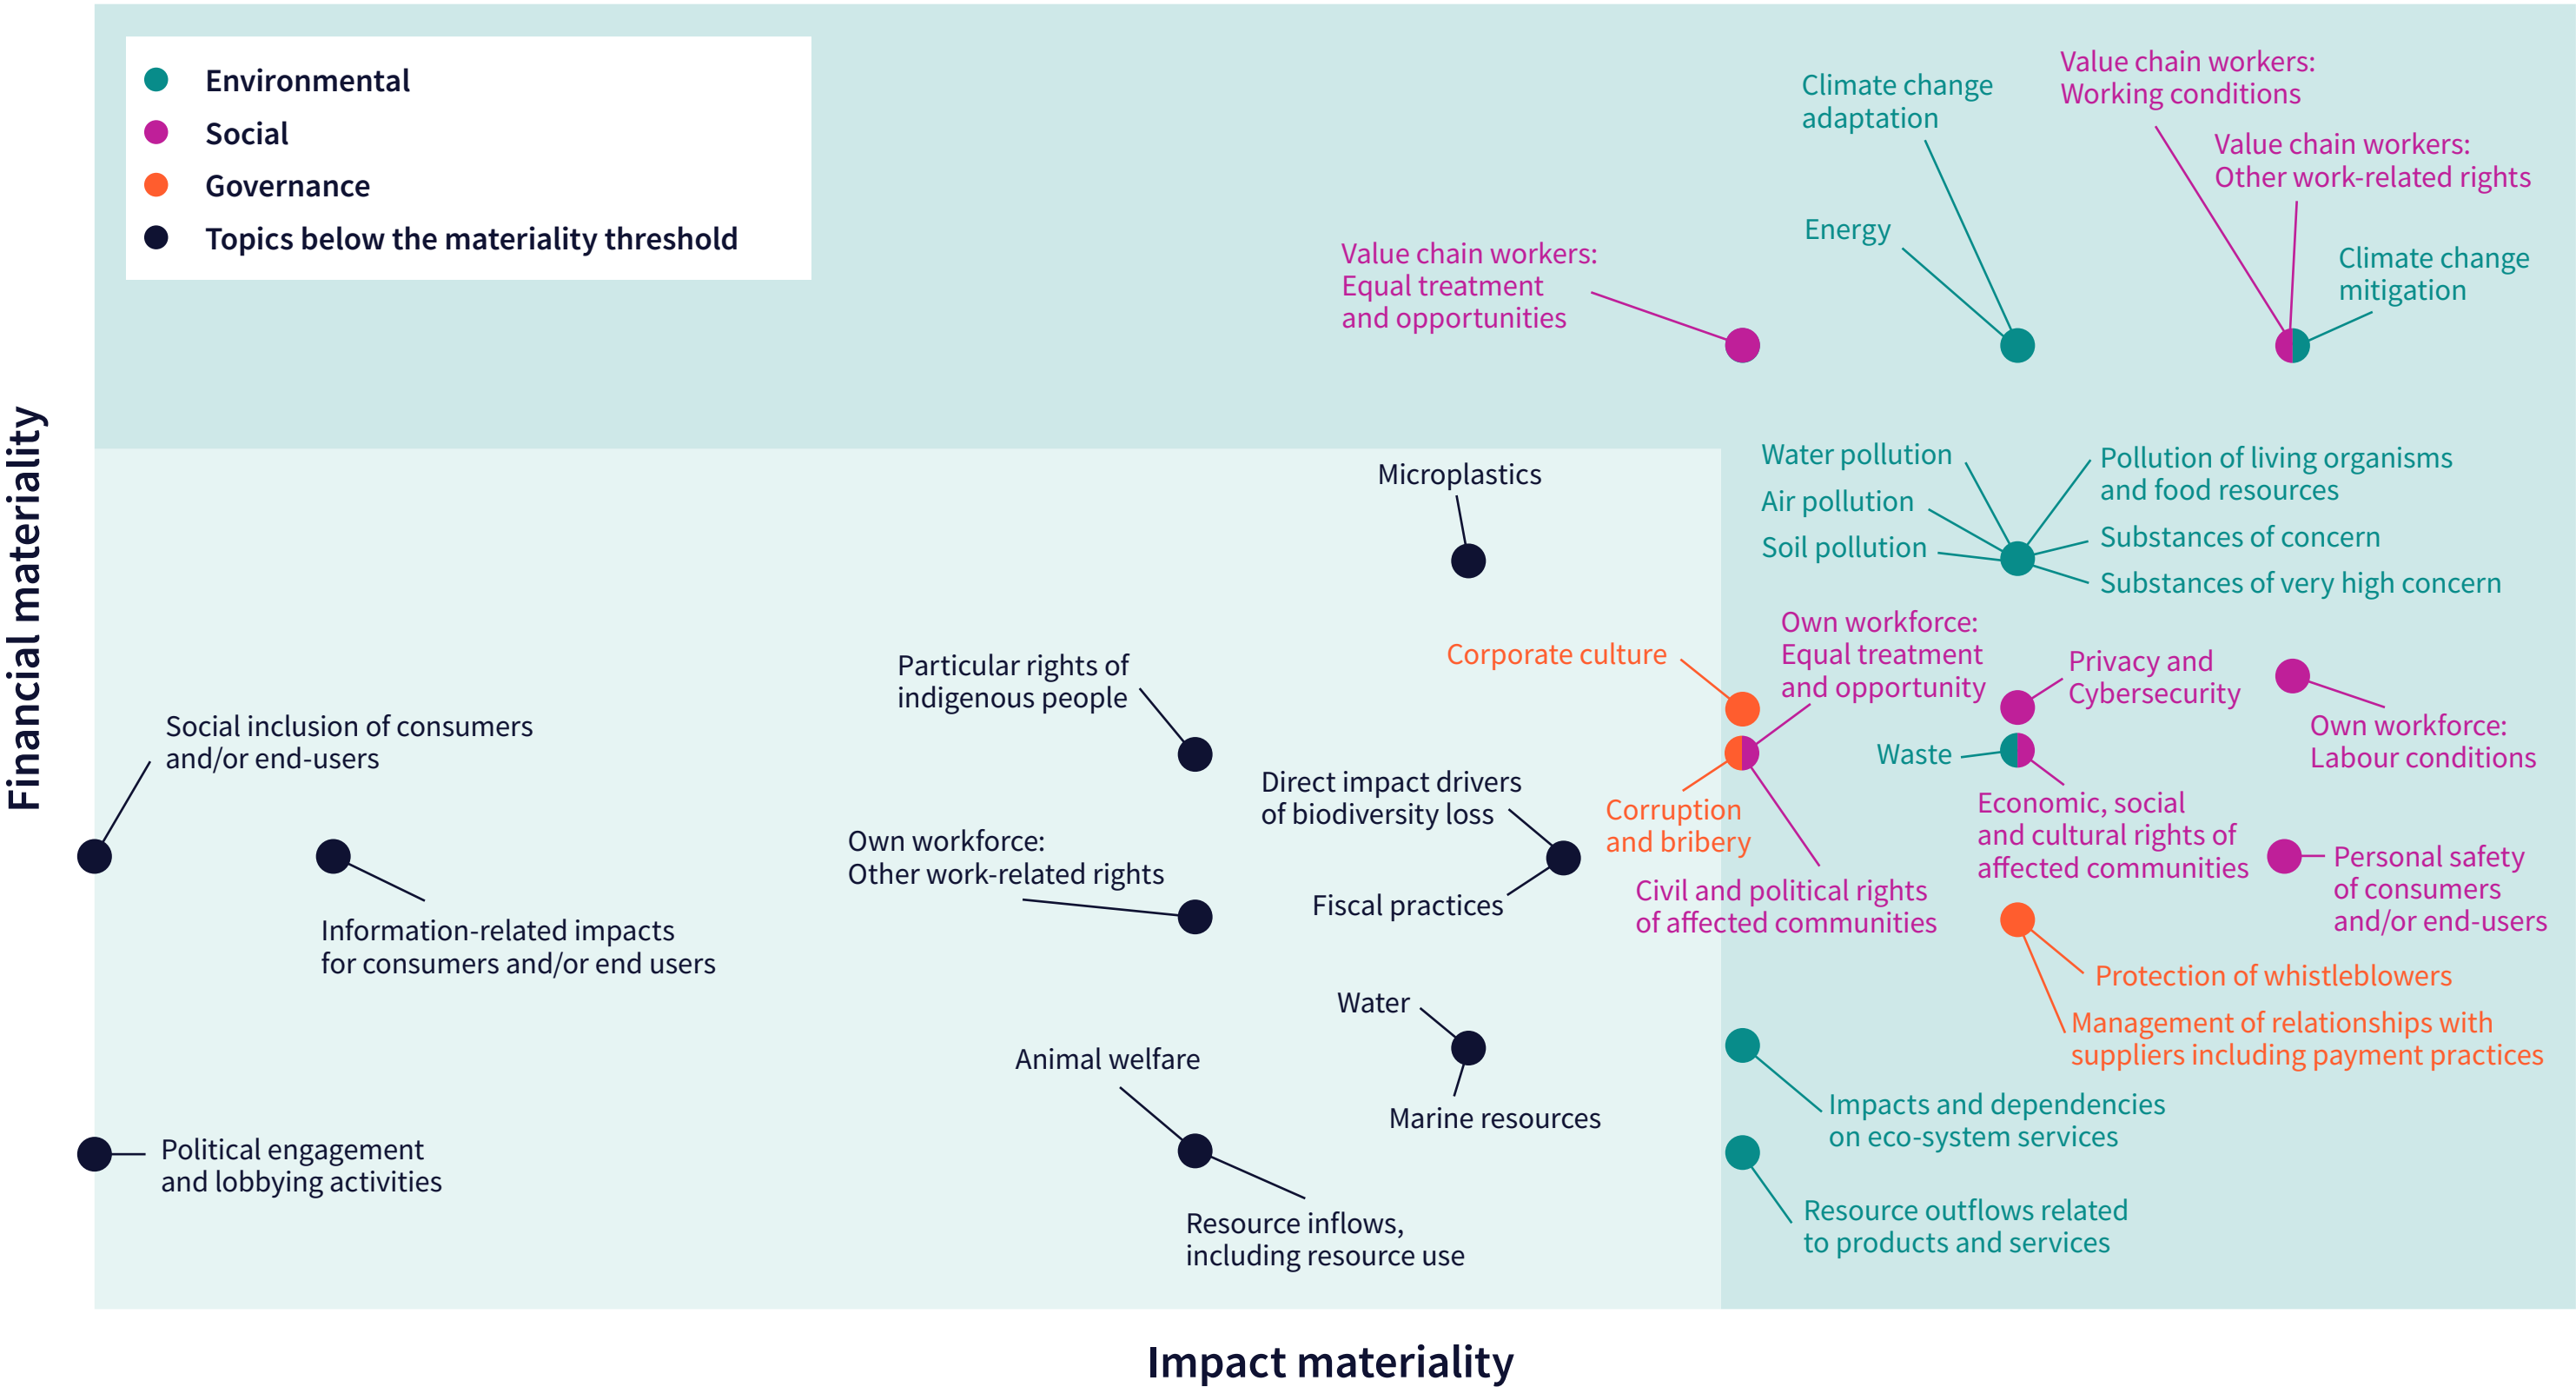 Environmental
Social
Governance
Topics below the materiality threshold
Climate change
adaptation
Value chain workers:
Working conditions
Value chain workers:
Other work-related rights
Energy
Value chain workers:
Equal treatment
and opportunities
Climate change
mitigation
Financial materiality
Microplastics
Water pollution
Air pollution
Soil pollution
Pollution of living organisms
and food resources
Substances of concern
Substances of very high concern
Corporate culture
Own workforce:
Equal treatment
and opportunity
Privacy and
Cybersecurity
Own workforce:
Labour conditions
Particular rights of
indigenous people
Social inclusion of consumers
and/or end-users
Direct impact drivers
of biodiversity loss
Corruption
and bribery
Waste
Economic, social
and cultural rights of
affected communities
Own workforce:
Other work-related rights
Fiscal practices
Civil and political rights
of affected communities
Personal safety
of consumers
and/or end-users
Information-related impacts
for consumers and/or end users
Protection of whistleblowers
Management of relationships with
suppliers including payment practices
Water
Animal welfare
Marine resources
Impacts and dependencies
on eco-system services
Political engagement
and lobbying activities
Resource inflows,
including resource use
Resource outflows related
to products and services
Impact materiality